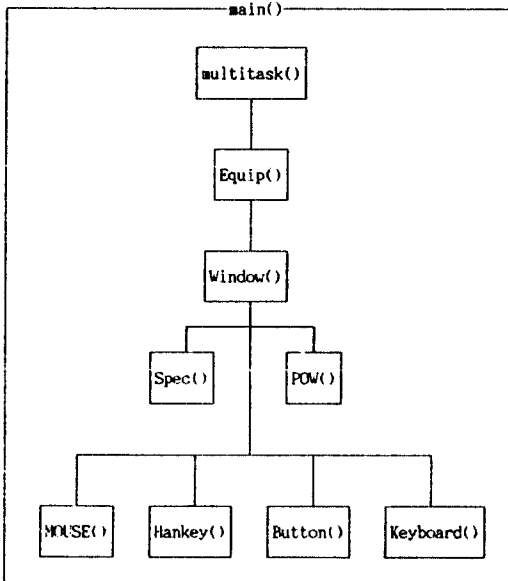 main()
multitask()
Equip()
Window()
Spec() POW()
MOUSE() Hankey() Button() Keyboard()